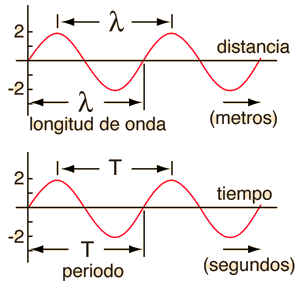 λ
2
distancia
-2
λ
longitud de onda
(metros)
T
2
tiempo
-2
T
periodo
(segundos)